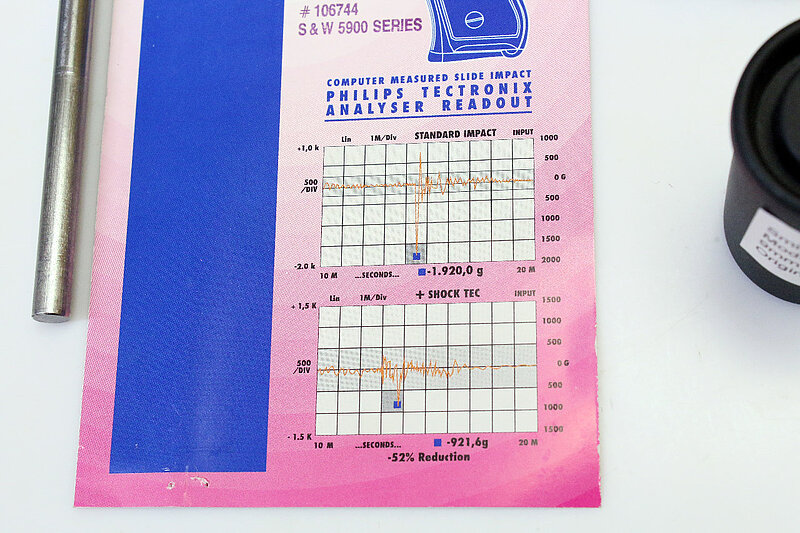 # 106744
S & W 5900 SERIES
COMPUTER MEASURED SLIDE IMPACT
PHILIPS TECTRONIX
ANALYSER READOUT
Lin 1M/Div STANDARD IMPACT INPUT
+1,0 k
500
/DIV
-2.0 k
1000
500
0 G
500
1000
1500
2000
10 M ...SECONDS... -1.920,0 g 20 M
Lin 1M/Div + SHOCK TEC INPUT
+ 1,5 K
500
/DIV
- 1.5 K
1500
1000
500
0 G
500
1000
1500
10 M ...SECONDS... -921,6g 20 M
-52% Reduction